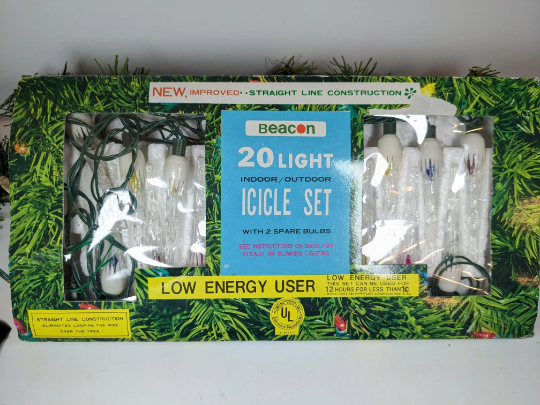 NEW, IMPROVED·· STRAIGHT LINE CONSTRUCTION
Beacon
20 LIGHT
INDOOR/OUTDOOR
ICICLE SET
WITH 2 SPARE BULBS
SEE INSTRUCTIONS ON BACK FOR
STEADY OR BLINKING LIGHTING
LOW ENERGY USER
LOW ENERGY USER
THIS SET CAN BE USED FOR
12 HOURS FOR LESS THAN 1¢
STRAIGHT LINE CONSTRUCTION
ELIMINATES LOOPING THE WIRE
OVER THE TREE
UL